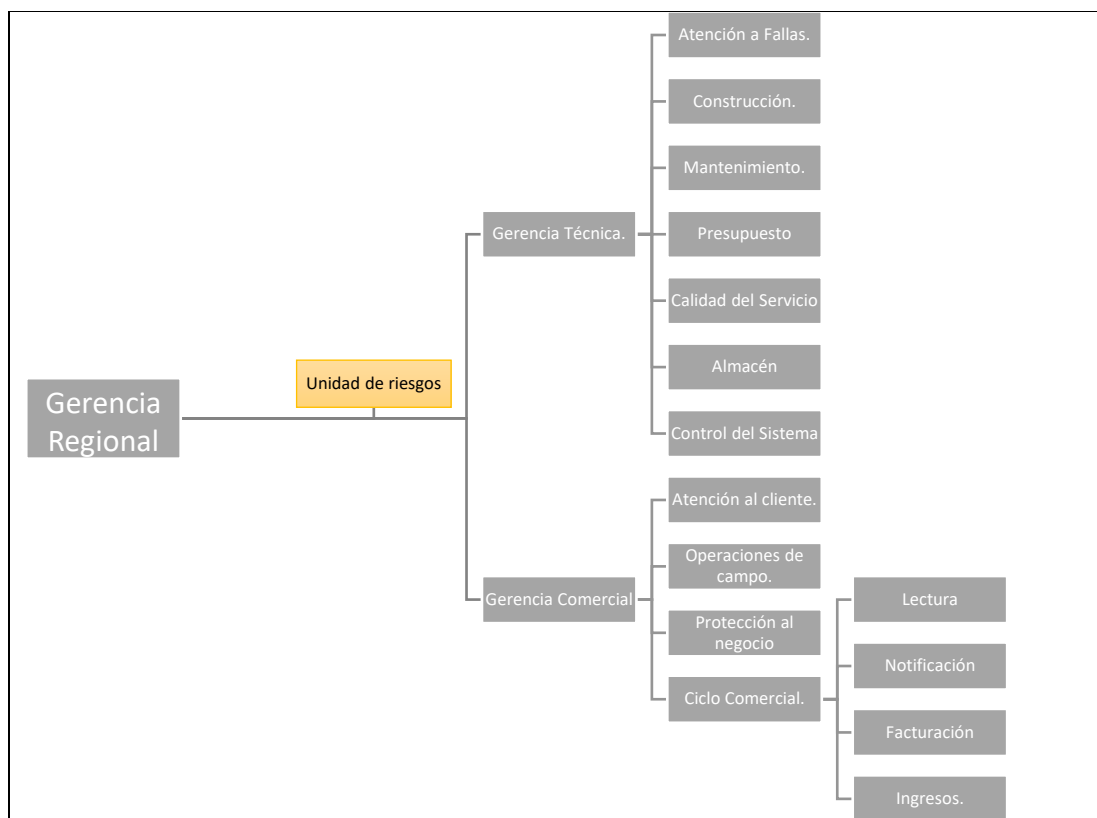 Gerencia
Regional
Unidad de riesgos
Gerencia Técnica.
Atención a Fallas.
Construcción.
Mantenimiento.
Presupuesto
Calidad del Servicio
Almacén
Control del Sistema
Gerencia Comercial
Atención al cliente.
Operaciones de
campo.
Protección al
negocio
Ciclo Comercial.
Lectura
Notificación
Facturación
Ingresos.